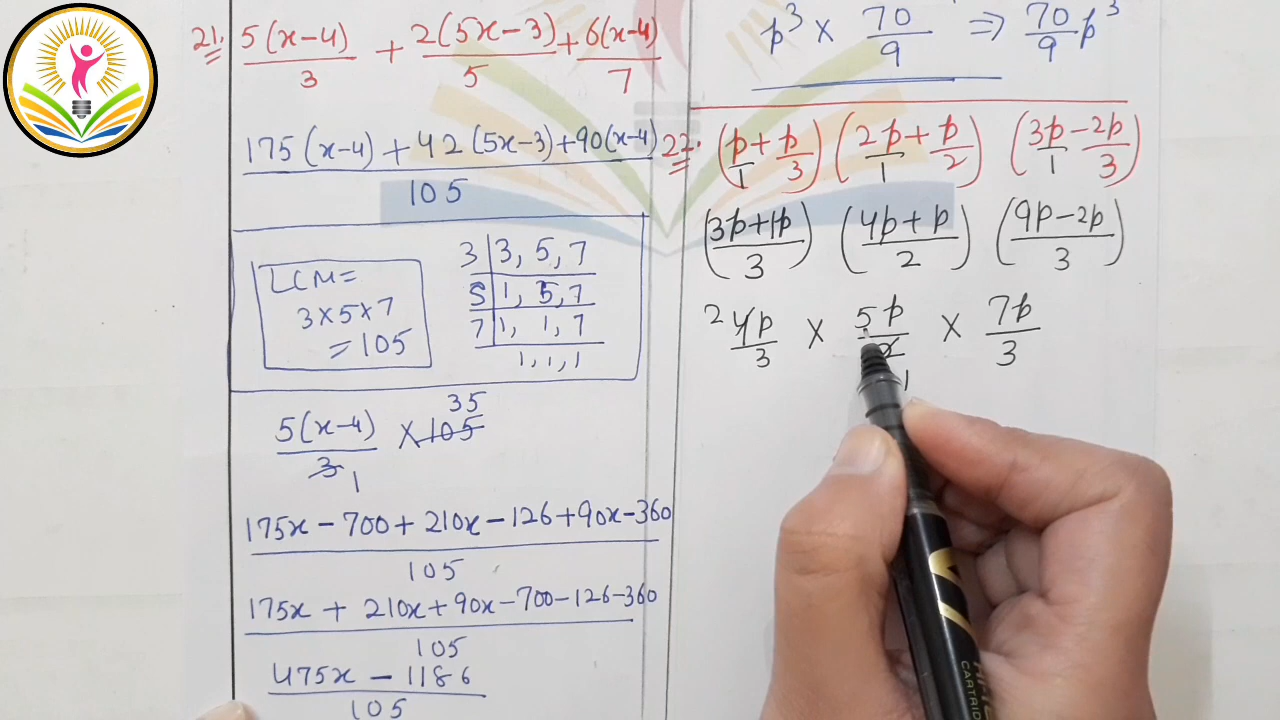 21. 5(x-4)/3 + 2(5x-3)/5 + 6(x-4)/7
175(x-4) + 42(5x-3) + 90(x-4)
105
LCM =
3×5×7
= 105
3 | 3, 5, 7
5 | 1, 5, 7
7 | 1, 1, 7
1, 1, 1
5(x-4)/3 × 105
35
1
175x - 700 + 210x - 126 + 90x - 360
105
175x + 210x + 90x - 700 - 126 - 360
105
475x - 1186
105
p³ × 70/9 ⇒ 70/9 p³
22. (p/1 + p/3) (2p/1 + p/2) (3p/1 - 2p/3)
(3p+1p/3) (4p+p/2) (9p-2p/3)
2 4p/3 × 5p/2 × 7p/3
1
CARTRID